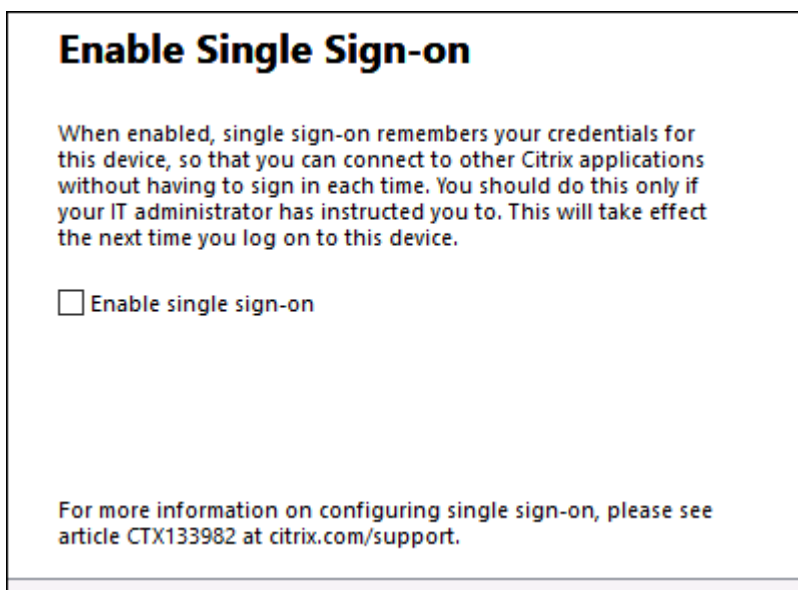 Enable Single Sign-on
When enabled, single sign-on remembers your credentials for
this device, so that you can connect to other Citrix applications
without having to sign in each time. You should do this only if
your IT administrator has instructed you to. This will take effect
the next time you log on to this device.
Enable single sign-on
For more information on configuring single sign-on, please see
article CTX133982 at citrix.com/support.